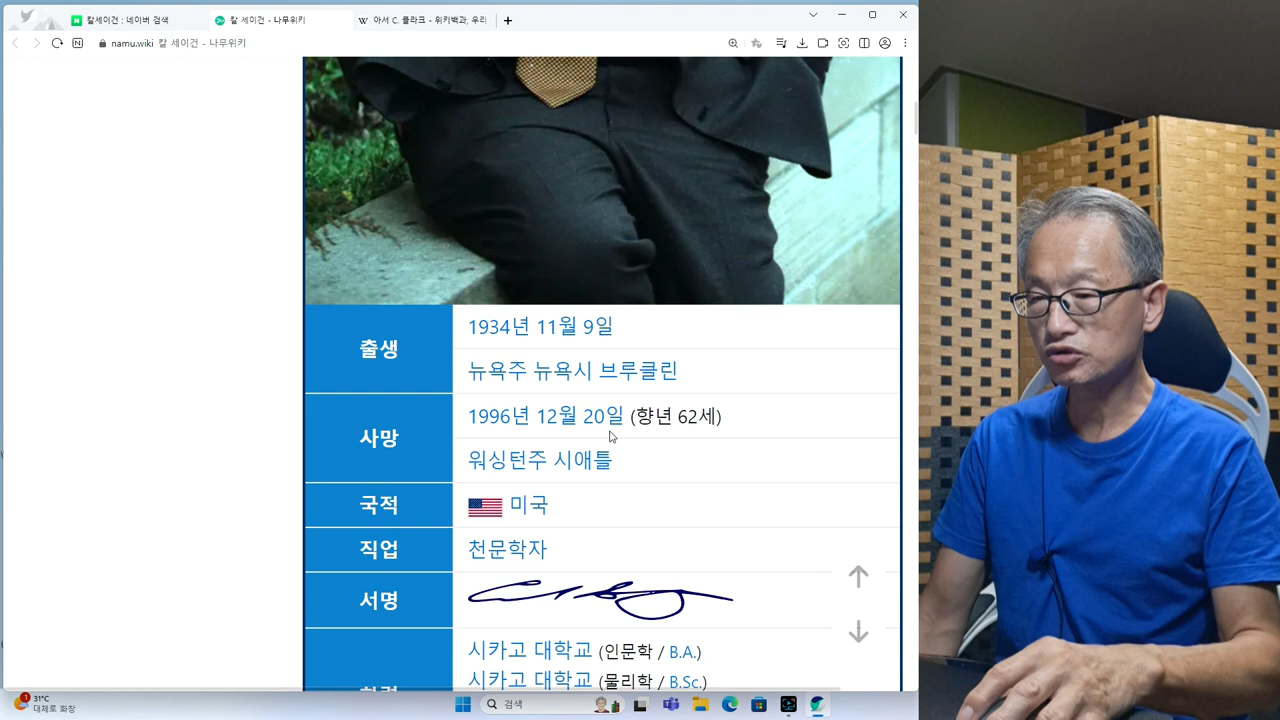 칼세이건 : 네이버 검색
칼 세이건 - 나무위키
아서 C. 클라크 - 위키백과, 우리
namu.wiki 칼 세이건 - 나무위키
출생
1934년 11월 9일
뉴욕주 뉴욕시 브루클린
사망
1996년 12월 20일 (향년 62세)
워싱턴주 시애틀
국적
미국
직업
천문학자
서명
시카고 대학교 (인문학 / B.A.)
시카고 대학교 (물리학 / B.Sc.)
1
31°C
대체로 화창
검색